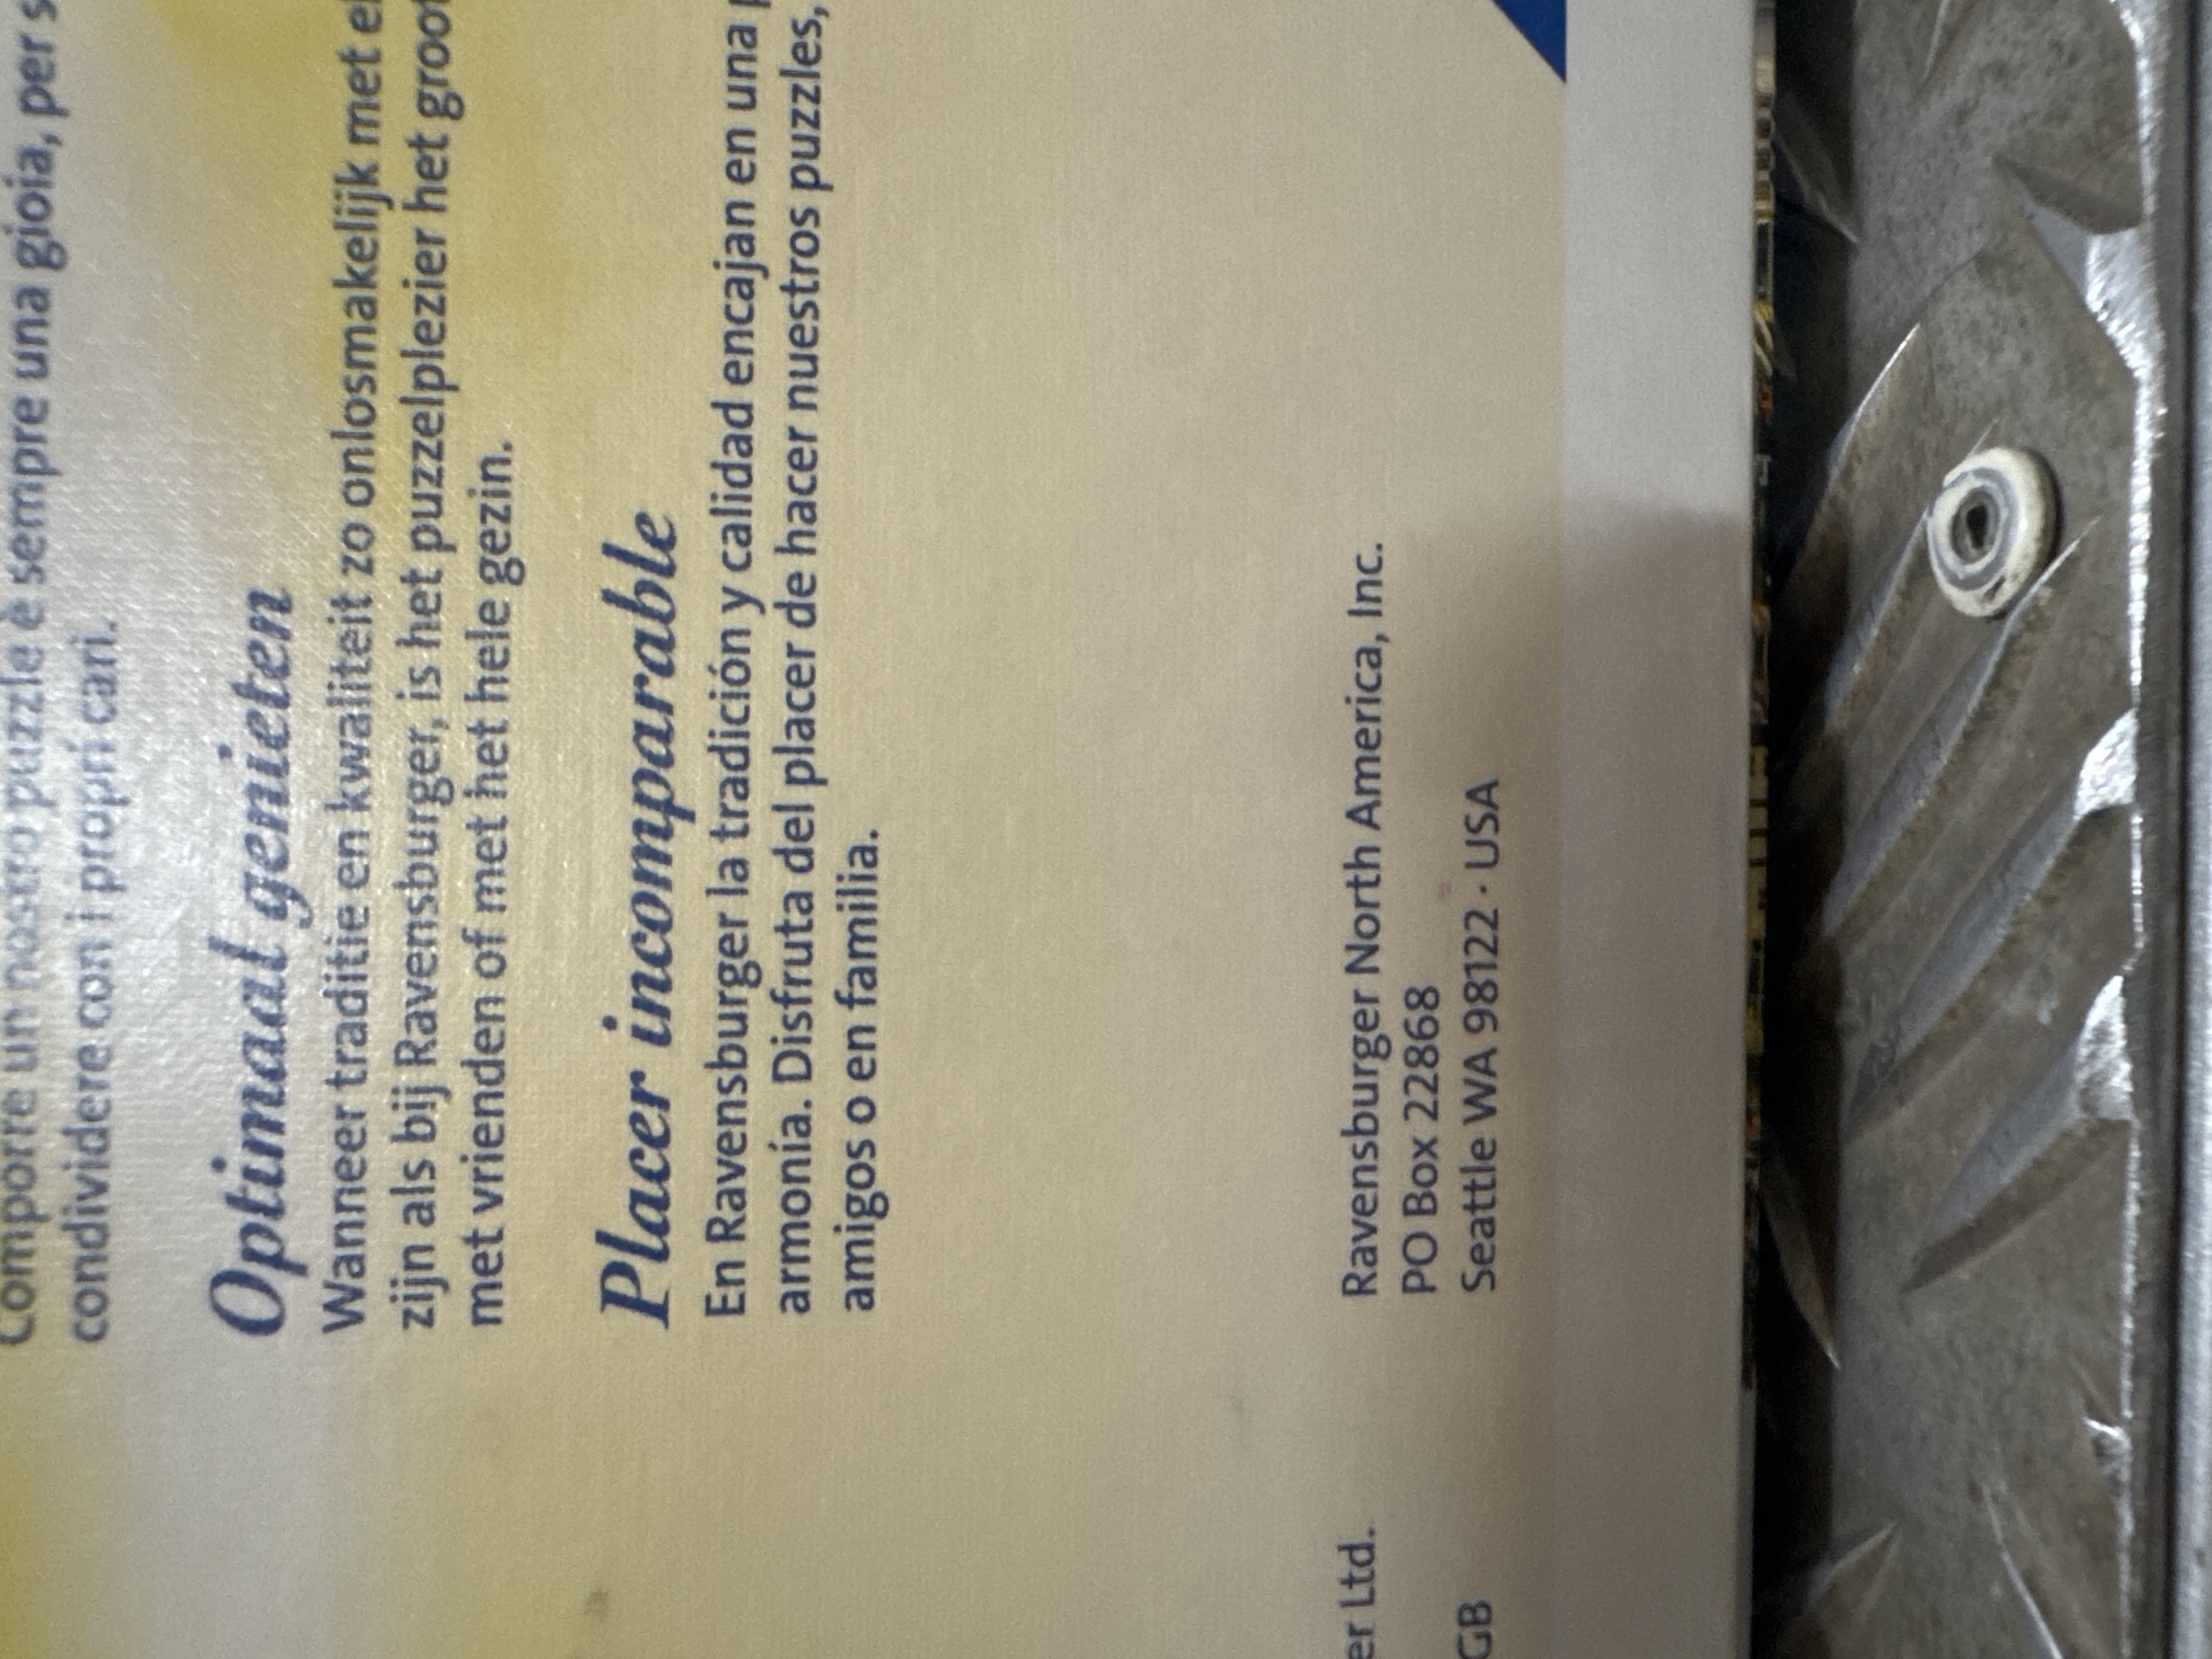 Comporre un nostro puzzle è sempre una gioia, per
condividere con i propri cari.
Optimaal genieten
Wanneer traditie en kwaliteit zo onlosmakelijk met
zijn als bij Ravensburger, is het puzzelplezier het
met vrienden of met het hele gezin.
Placer incomparable
En Ravensburger la tradición y calidad encajan en una
armonía. Disfruta del placer de hacer nuestros puzzles,
amigos o en familia.
er Ltd.
GB
Ravensburger North America, Inc.
PO Box 22868
Seattle WA 98122 · USA